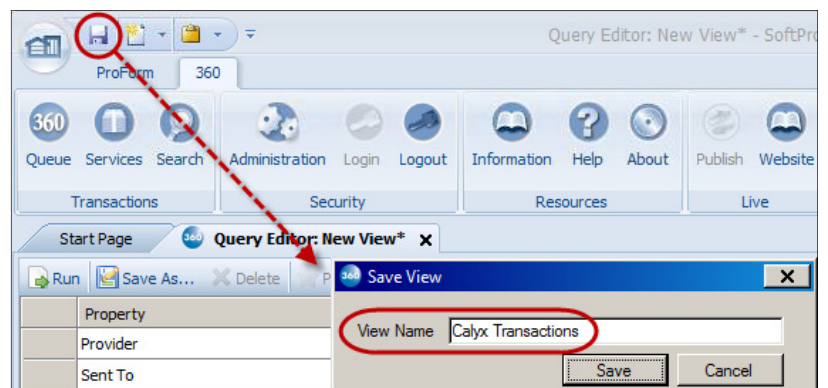 Query Editor: New View* - SoftPro
ProForm 360
360
Queue Services Search Administration Login Logout Information Help About Publish Website
Transactions Security Resources Live
Start Page 360 Query Editor: New View* x
Run Save As... Delete P 360 Save View X
Property
View Name Calyx Transactions
Provider
Save Cancel
Sent To